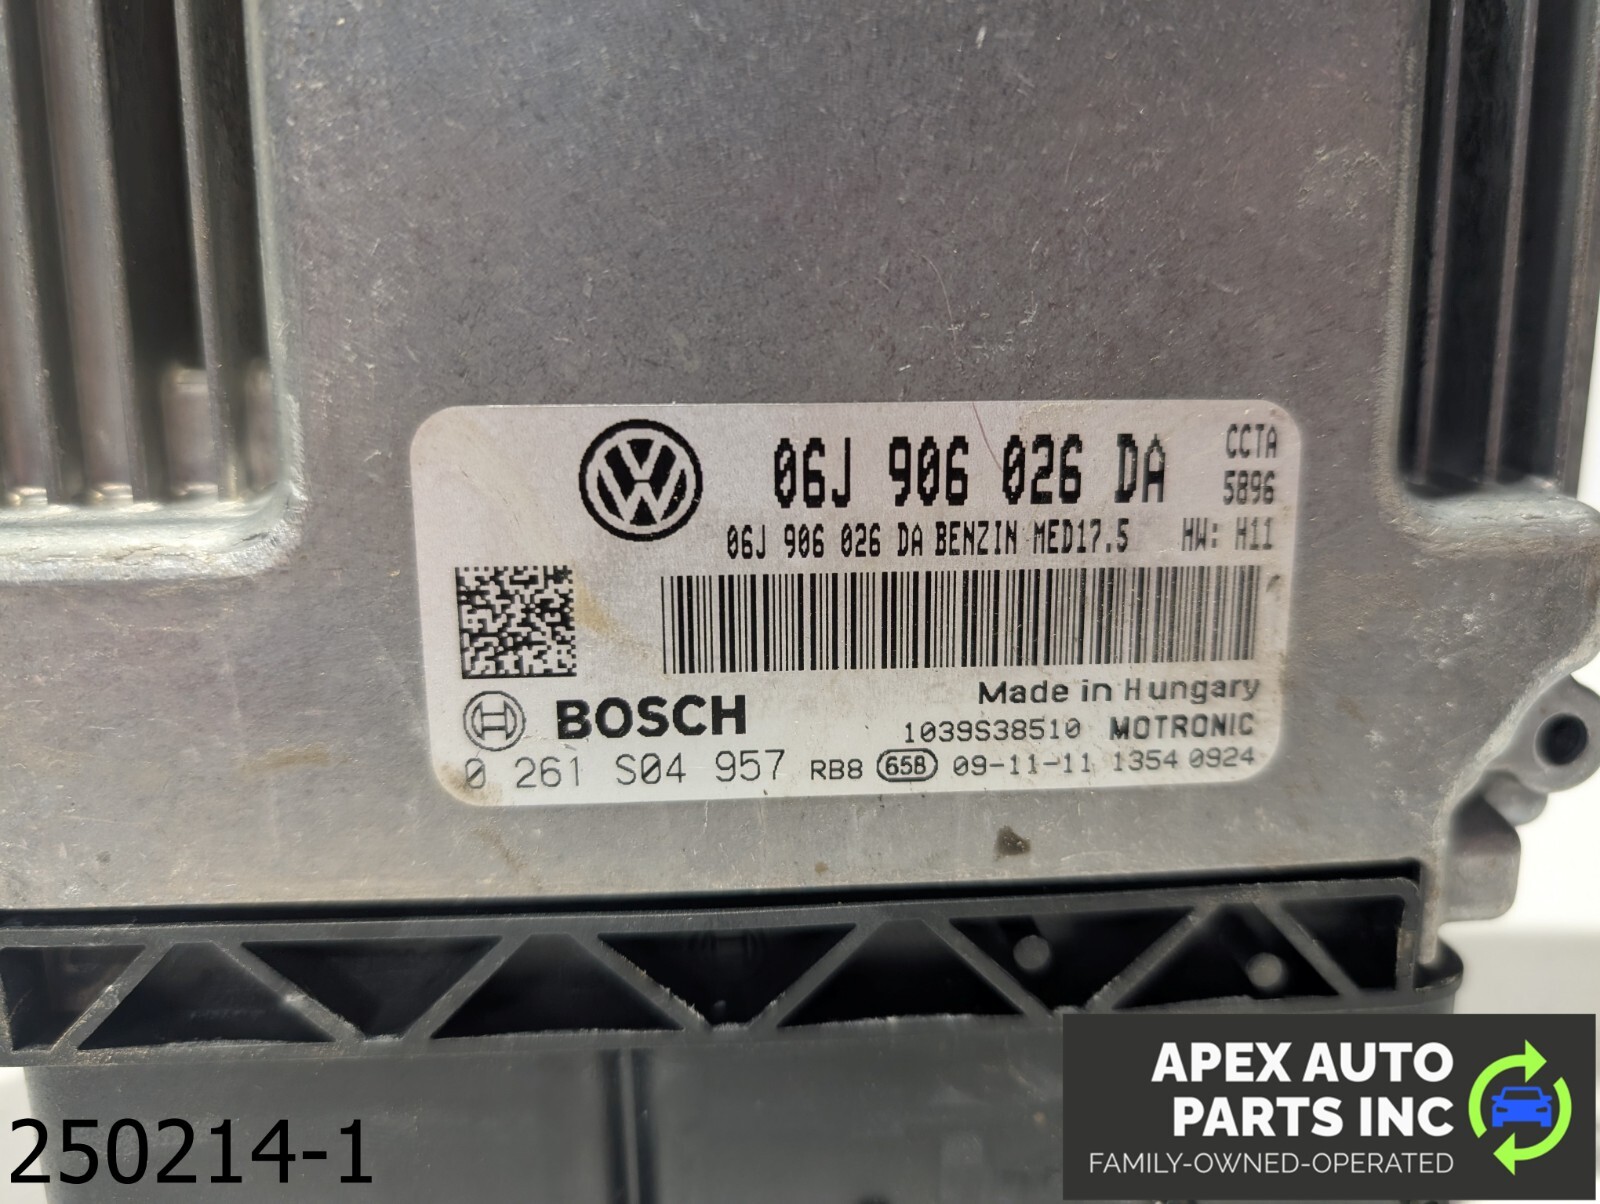 06J 906 026 DA
CCTA
5896
06J 906 026 DA BENZIN MED17.5 HW: H11
BOSCH
Made in Hungary
1039S38510 MOTRONIC
0 261 S04 957 RB8 65B 09-11-11 1354 0924
APEX AUTO
PARTS INC
FAMILY-OWNED-OPERATED
250214-1